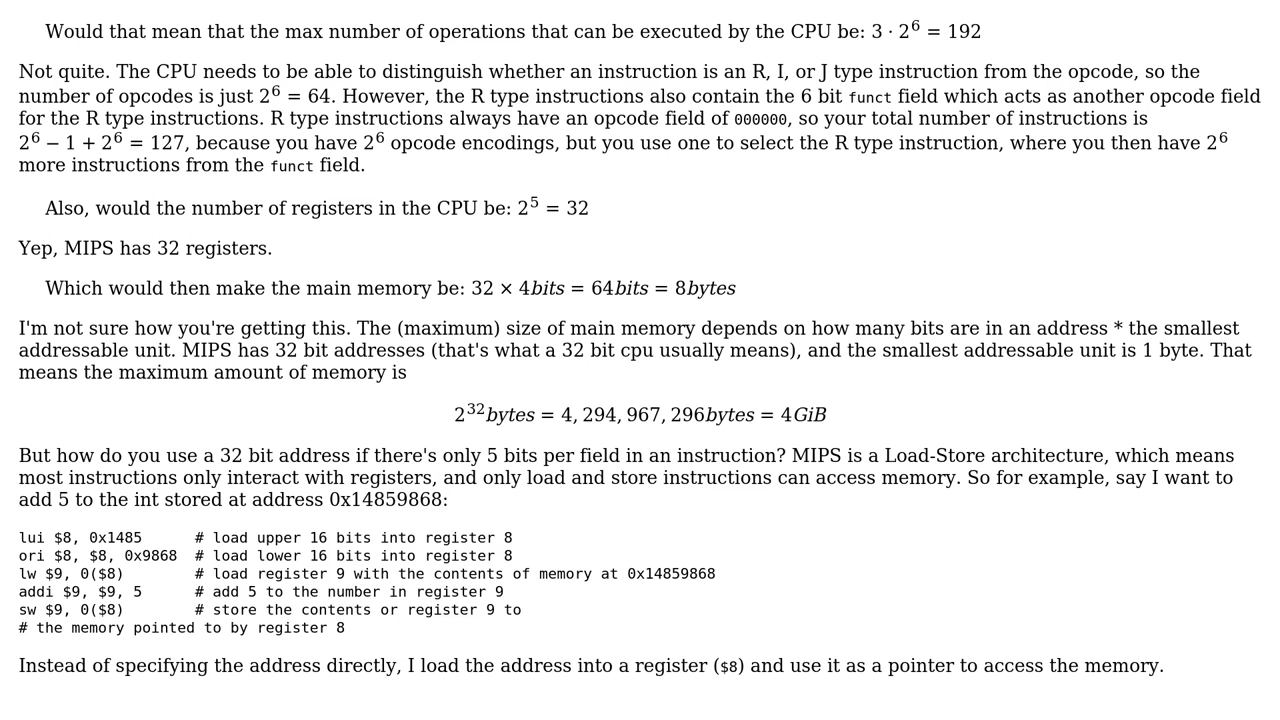 Would that mean that the max number of operations that can be executed by the CPU be: 3 · 2⁶ = 192
Not quite. The CPU needs to be able to distinguish whether an instruction is an R, I, or J type instruction from the opcode, so the
number of opcodes is just 2⁶ = 64. However, the R type instructions also contain the 6 bit funct field which acts as another opcode field
for the R type instructions. R type instructions always have an opcode field of 000000, so your total number of instructions is
2⁶ − 1 + 2⁶ = 127, because you have 2⁶ opcode encodings, but you use one to select the R type instruction, where you then have 2⁶
more instructions from the funct field.
Also, would the number of registers in the CPU be: 2⁵ = 32
Yep, MIPS has 32 registers.
Which would then make the main memory be: 32 × 4bits = 64bits = 8bytes
I'm not sure how you're getting this. The (maximum) size of main memory depends on how many bits are in an address * the smallest
addressable unit. MIPS has 32 bit addresses (that's what a 32 bit cpu usually means), and the smallest addressable unit is 1 byte. That
means the maximum amount of memory is
2³²bytes = 4, 294, 967, 296bytes = 4GiB
But how do you use a 32 bit address if there's only 5 bits per field in an instruction? MIPS is a Load-Store architecture, which means
most instructions only interact with registers, and only load and store instructions can access memory. So for example, say I want to
add 5 to the int stored at address 0x14859868:
lui $8, 0x1485      # load upper 16 bits into register 8
ori $8, $8, 0x9868  # load lower 16 bits into register 8
lw $9, 0($8)        # load register 9 with the contents of memory at 0x14859868
addi $9, $9, 5      # add 5 to the number in register 9
sw $9, 0($8)        # store the contents or register 9 to
# the memory pointed to by register 8
Instead of specifying the address directly, I load the address into a register ($8) and use it as a pointer to access the memory.